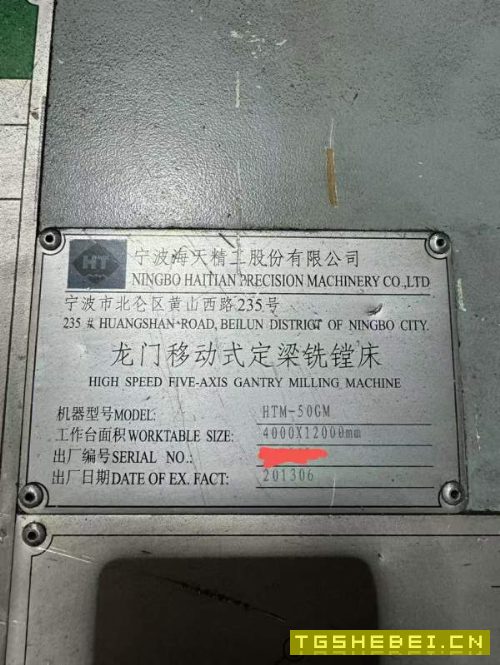 HT
宁波海天精工股份有限公司
NINGBO HAITIAN PRECISION MACHINERY CO.,LTD
宁波市北仑区黄山西路235号
235 # HUANGSHAN ROAD, BEILUN DISTRICT OF NINGBO CITY.
龙门移动式定梁铣镗床
HIGH SPEED FIVE-AXIS GANTRY MILLING MACHINE
机器型号MODEL: HTM-50GM
工作台面积WORKTABLE SIZE: 4000X12000mm
出厂编号SERIAL NO.:
出厂日期DATE OF EX. FACT: 201306
TGSHEBEI.CN